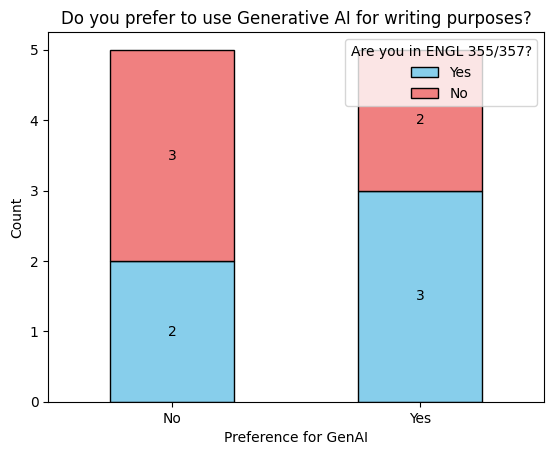 Do you prefer to use Generative AI for writing purposes?
Are you in ENGL 355/357?
Yes
No
5
4
3
2
1
0
Count
3
2
2
3
No
Yes
Preference for GenAI